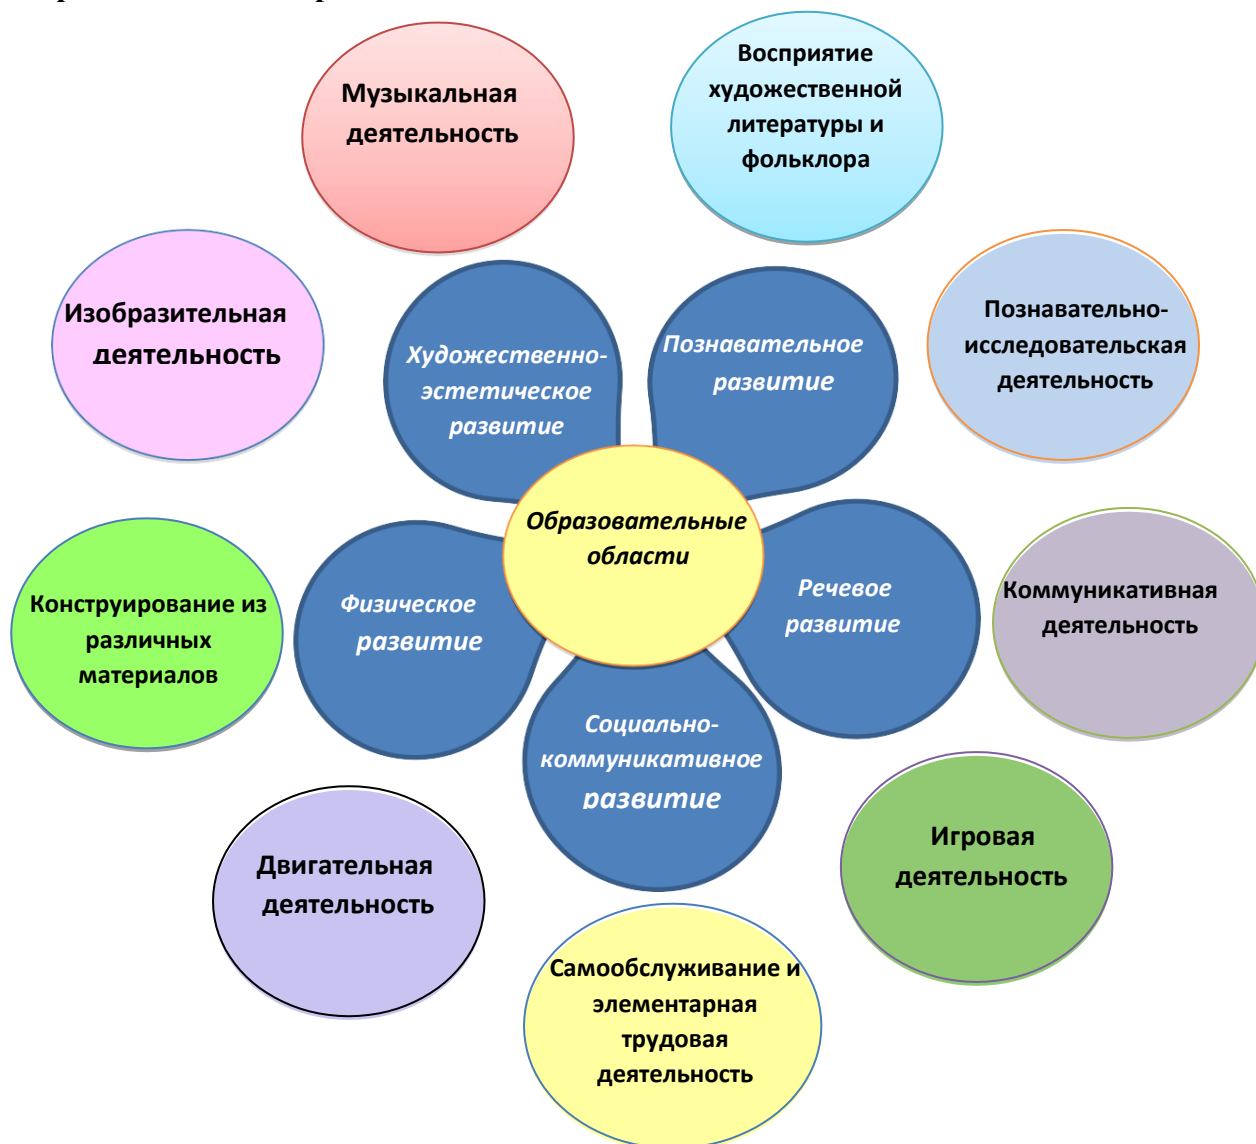 Музыкальная
деятельность
Восприятие
художественной
литературы и
фольклора
Изобразительная
деятельность
Познавательно-
исследовательская
деятельность
Художественно-
эстетическое
развитие
Познавательное
развитие
Образовательные
области
Конструирование из
различных
материалов
Физическое
развитие
Речевое
развитие
Коммуникативная
деятельность
Социально-
коммуникативное
развитие
Двигательная
деятельность
Игровая
деятельность
Самообслуживание и
элементарная
трудовая
деятельность